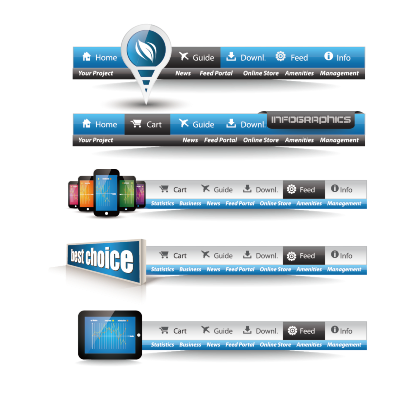 Home Guide Downl. Feed Info
Your Project News Feed Portal Online Store Amenities Management
INFOGRAPHICS
Home Cart Guide Downl.
Your Project News Feed Portal Online Store Amenities Management
Cart Guide Downl. Feed Info
Statistics Business News Feed Portal Online Store Amenities Management
best choice
Cart Guide Downl. Feed Info
Statistics Business News Feed Portal Online Store Amenities Management
Cart Guide Downl. Feed Info
Statistics Business News Feed Portal Online Store Amenities Management